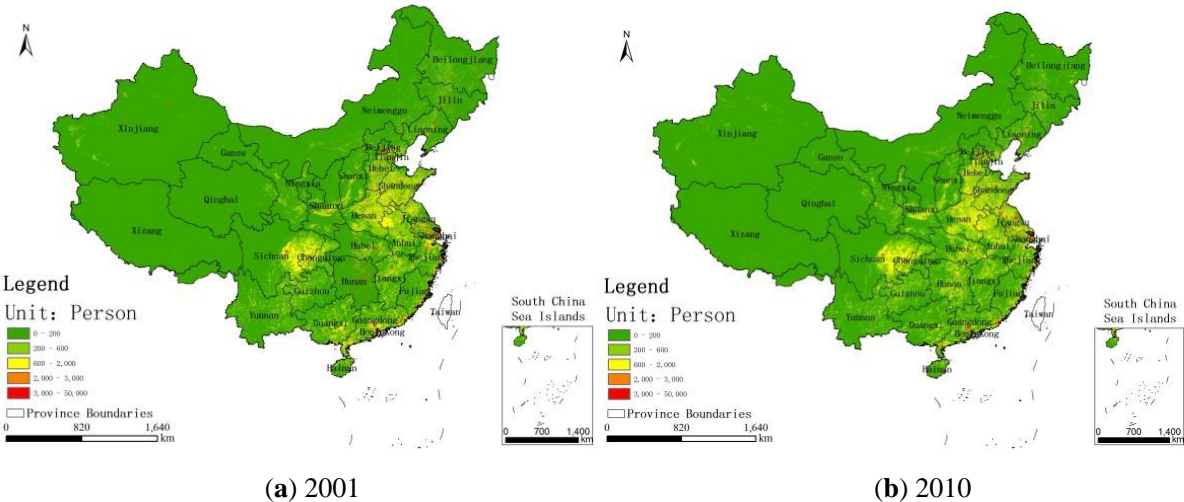 N
Heilongjiang
Jilin
Liaoning
Neimenggu
Xinjiang
Gansu
Beijing
Tianjin
Hebei
Shanxi
Ningxia
Shandong
Qinghai
Shaanxi
Henan
Jiangsu
Xizang
Shanghai
Anhui
Hubei
Sichuan
Chongqing
Zhejiang
Hunan
Jiangxi
Guizhou
Fujian
Yunnan
Guangxi
Guangdong
Taiwan
Hainan
Legend
Unit: Person
0 - 200
200 - 600
600 - 2,000
2,000 - 3,000
3,000 - 50,000
Province Boundaries
0 820 1,640
km
South China
Sea Islands
0 700 1,400
km
(a) 2001
N
Heilongjiang
Jilin
Liaoning
Neimenggu
Xinjiang
Gansu
Beijing
Tianjin
Hebei
Shanxi
Ningxia
Shandong
Qinghai
Shaanxi
Henan
Jiangsu
Xizang
Shanghai
Anhui
Hubei
Sichuan
Chongqing
Zhejiang
Hunan
Jiangxi
Guizhou
Fujian
Yunnan
Guangxi
Guangdong
Taiwan
Hainan
Legend
Unit: Person
0 - 200
200 - 600
600 - 2,000
2,000 - 3,000
3,000 - 50,000
Province Boundaries
0 820 1,640
km
South China
Sea Islands
0 700 1,400
km
(b) 2010